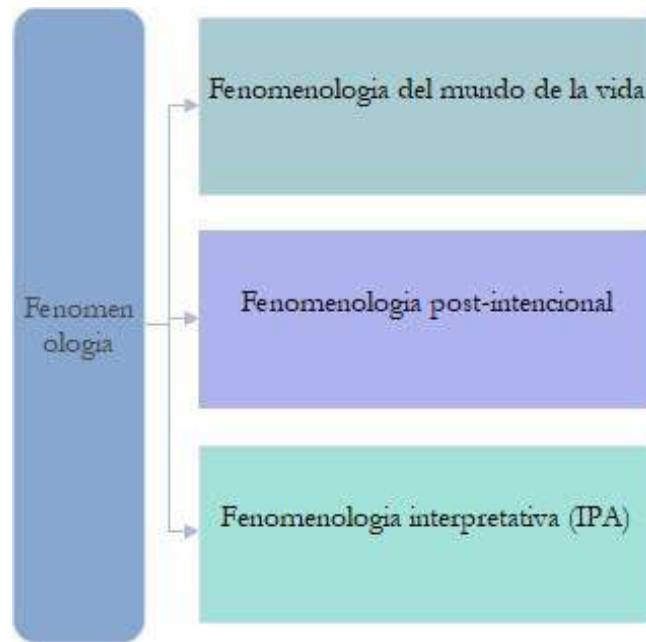 Fenomenologia del mundo de la vida
Fenomenologia post-intencional
Fenomen
ologia
Fenomenologia interpretativa (IPA)